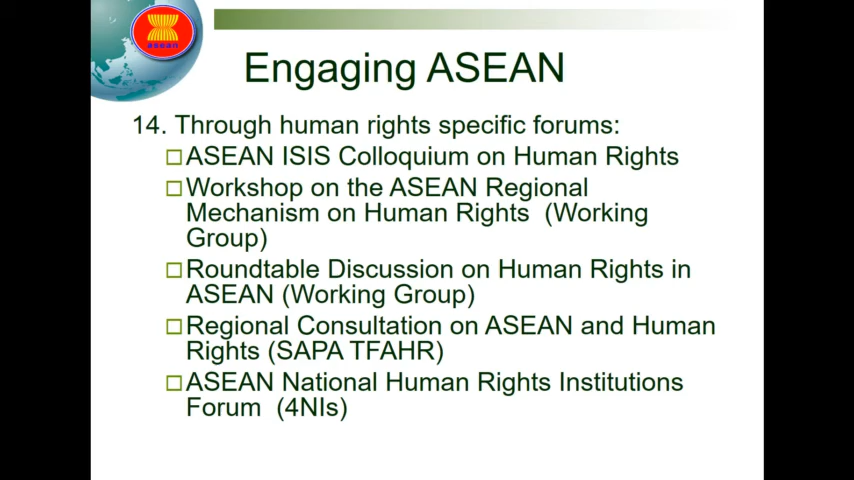 asean
Engaging ASEAN
14. Through human rights specific forums:
ASEAN ISIS Colloquium on Human Rights
Workshop on the ASEAN Regional
Mechanism on Human Rights (Working
Group)
Roundtable Discussion on Human Rights in
ASEAN (Working Group)
Regional Consultation on ASEAN and Human
Rights (SAPA TFAHR)
ASEAN National Human Rights Institutions
Forum (4NIs)